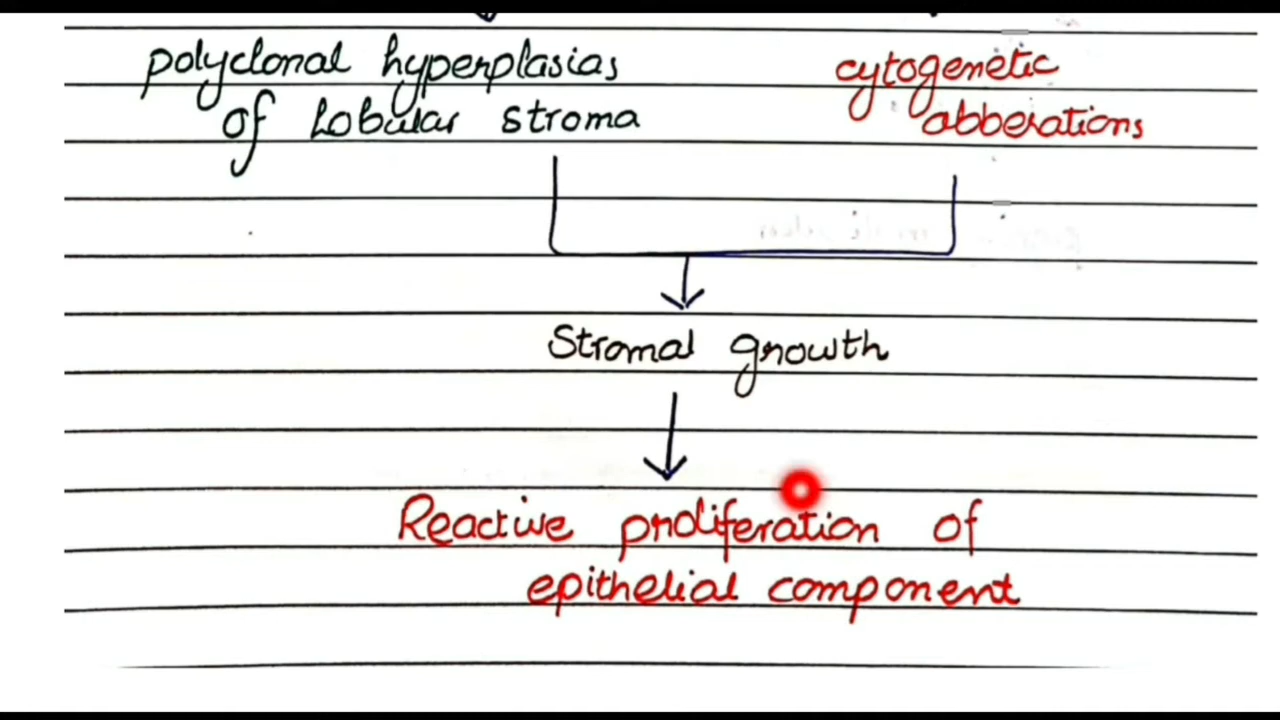 polyclonal hyperplasias
of Lobular stroma
cytogenetic
abberations
Stromal growth
Reactive proliferation of
epithelial component